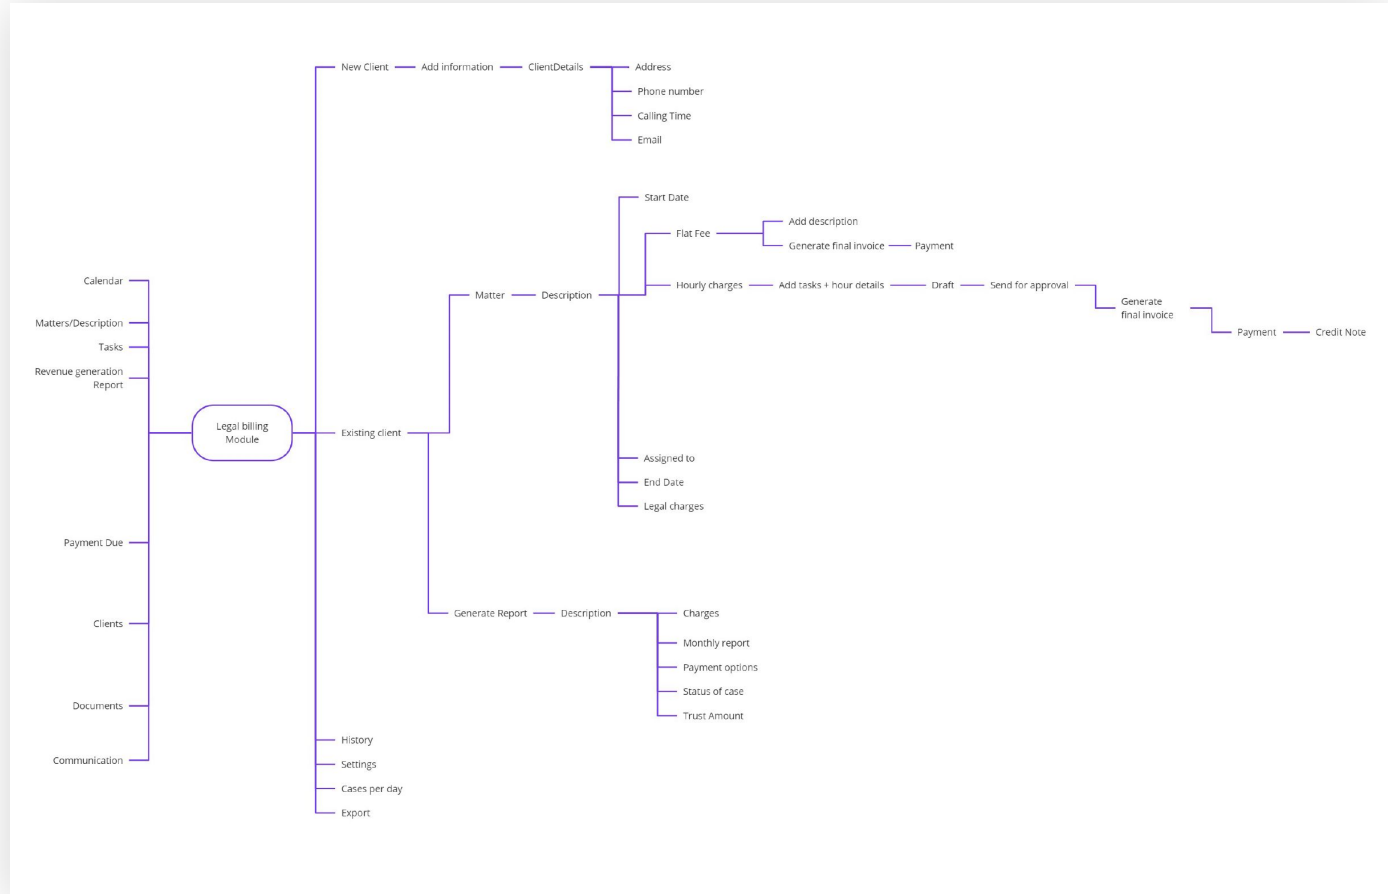 New Client
Add information
ClientDetails
Address
Phone number
Calling Time
Email
Start Date
Flat Fee
Add description
Generate final invoice
Payment
Hourly charges
Add tasks + hour details
Draft
Send for approval
Generate
final invoice
Payment
Credit Note
Matter
Description
Assigned to
End Date
Legal charges
Calendar
Matters/Description
Tasks
Revenue generation
Report
Legal billing
Module
Existing client
Payment Due
Clients
Documents
Communication
Generate Report
Description
Charges
Monthly report
Payment options
Status of case
Trust Amount
History
Settings
Cases per day
Export